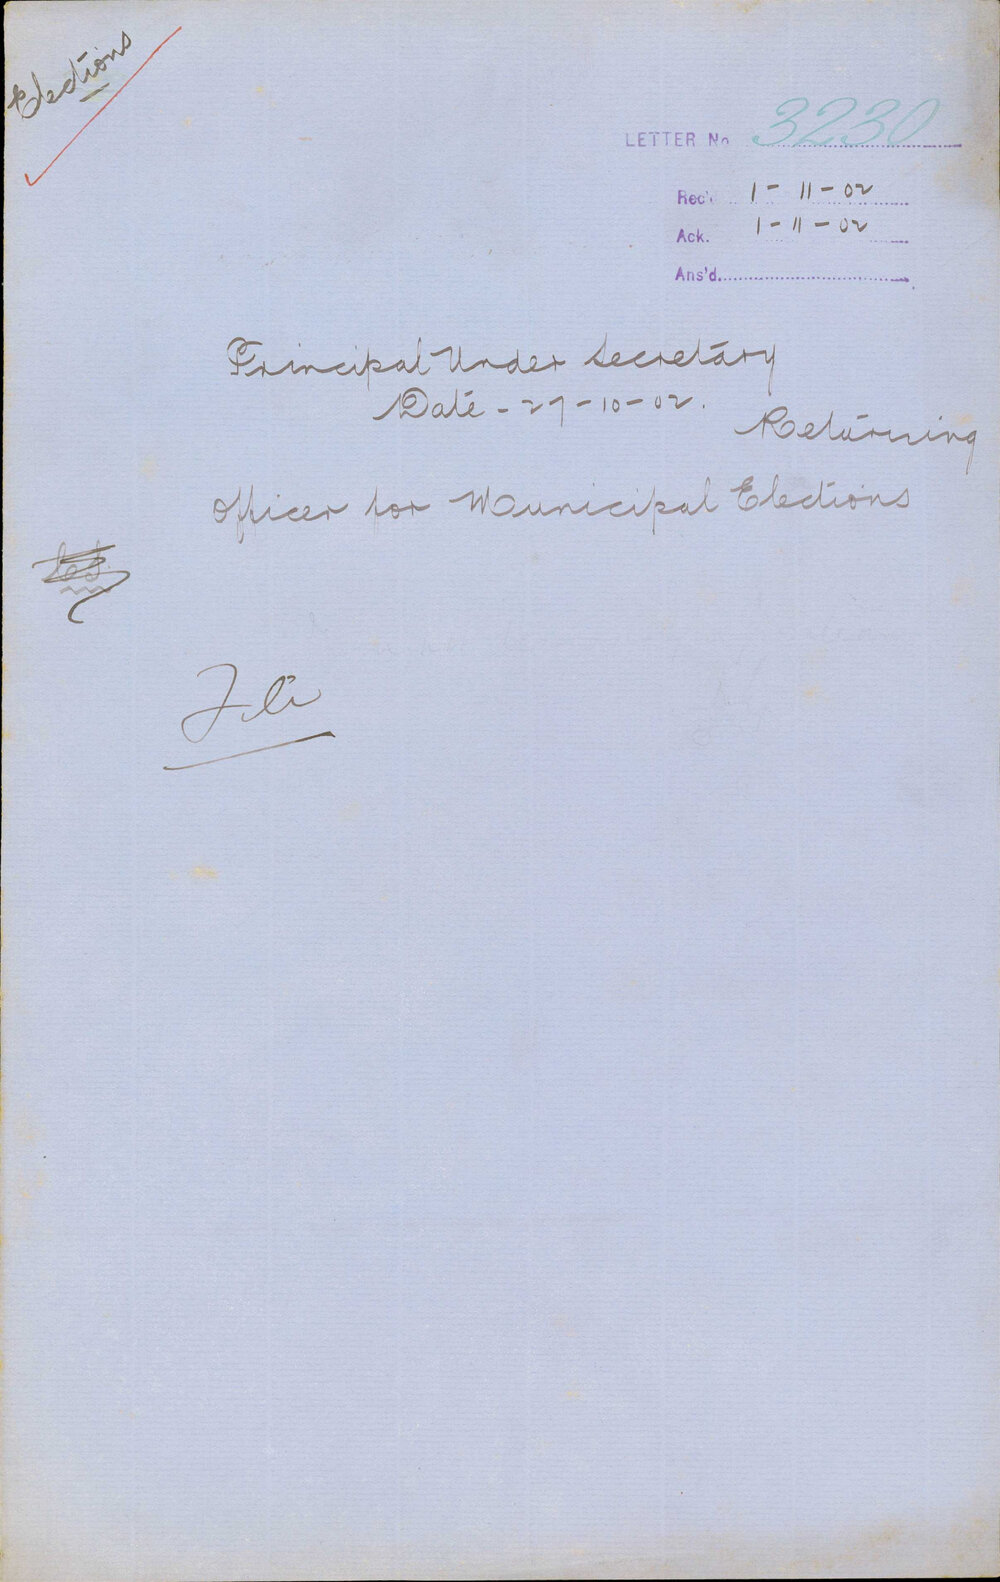 Elections
LETTER No 3230
Rec'd 1-11-02
Ack. 1-11-02
Ans'd.
Principal Under Secretary
Date - 27-10-02.
Returning
Officer for Municipal Elections
File